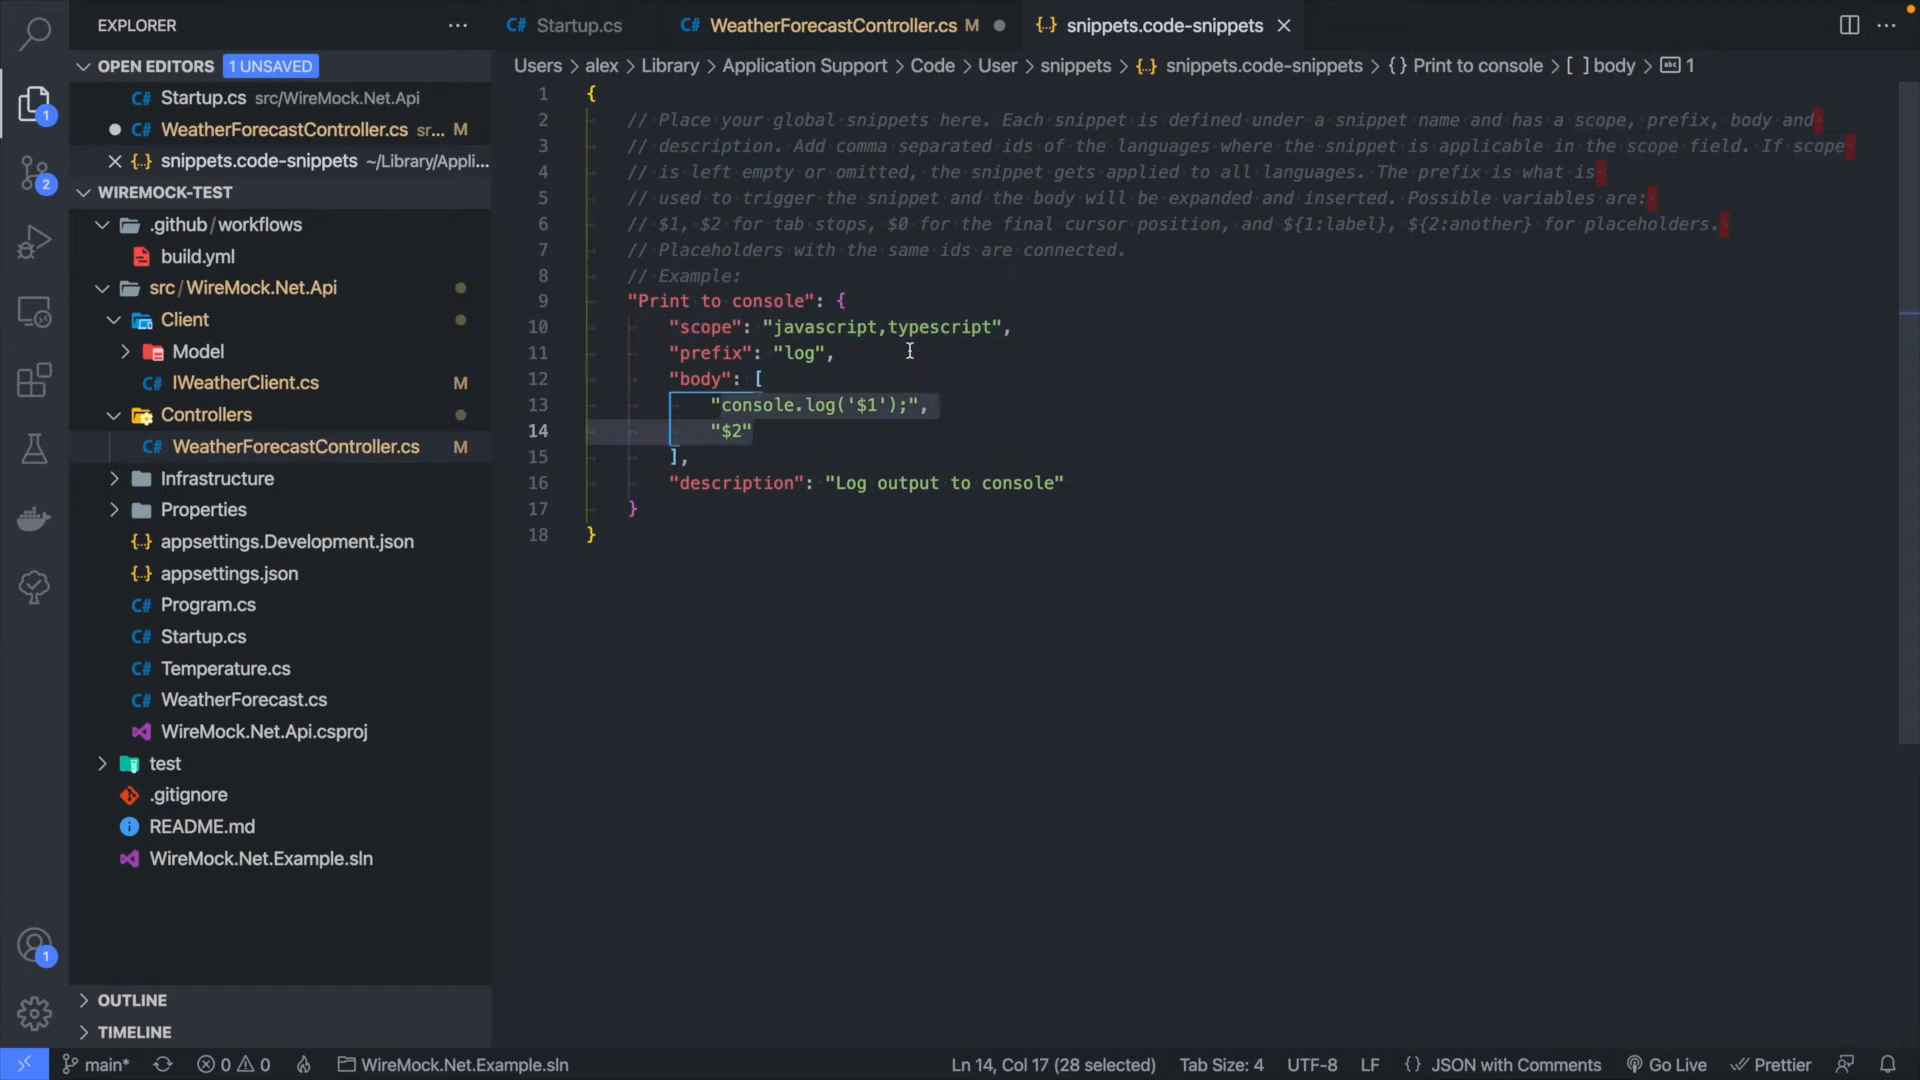 EXPLORER
OPEN EDITORS 1 UNSAVED
C# Startup.cs src/WireMock.Net.Api
C# WeatherForecastController.cs sr... M
{..} snippets.code-snippets ~/Library/Appli...
WIREMOCK-TEST
.github/workflows
build.yml
src/WireMock.Net.Api
Client
Model
C# IWeatherClient.cs M
Controllers
C# WeatherForecastController.cs M
Infrastructure
Properties
{..} appsettings.Development.json
{..} appsettings.json
C# Program.cs
C# Startup.cs
C# Temperature.cs
C# WeatherForecast.cs
WireMock.Net.Api.csproj
test
.gitignore
README.md
WireMock.Net.Example.sln
OUTLINE
TIMELINE
1
2
1
C# Startup.cs
C# WeatherForecastController.cs M
{..} snippets.code-snippets
Users > alex > Library > Application Support > Code > User > snippets > {..} snippets.code-snippets > {} Print to console > [ ] body > abc 1
1 {
2 // Place your global snippets here. Each snippet is defined under a snippet name and has a scope, prefix, body and
3 // description. Add comma separated ids of the languages where the snippet is applicable in the scope field. If scope
4 // is left empty or omitted, the snippet gets applied to all languages. The prefix is what is
5 // used to trigger the snippet and the body will be expanded and inserted. Possible variables are:
6 // $1, $2 for tab stops, $0 for the final cursor position, and ${1:label}, ${2:another} for placeholders.
7 // Placeholders with the same ids are connected.
8 // Example:
9 "Print to console": {
10 "scope": "javascript,typescript",
11 "prefix": "log",
12 "body": [
13 "console.log('$1');",
14 "$2"
15 ],
16 "description": "Log output to console"
17 }
18 }
main* 0 0 WireMock.Net.Example.sln Ln 14, Col 17 (28 selected) Tab Size: 4 UTF-8 LF {} JSON with Comments Go Live Prettier